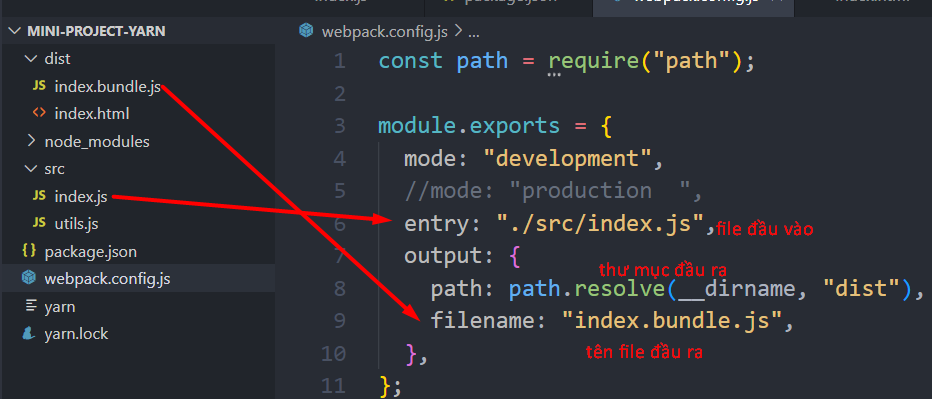 MINI-PROJECT-YARN
dist
JS index.bundle.js
<> index.html
node_modules
src
JS index.js
JS utils.js
{} package.json
webpack.config.js
yarn
yarn.lock
webpack.config.js > ...
1 const path = require("path");
2
3 module.exports = {
4 mode: "development",
5 //mode: "production  ",
6 entry: "./src/index.js", file đầu vào
7 output: {
thư mục đầu ra
8 path: path.resolve(__dirname, "dist"),
9 filename: "index.bundle.js",
tên file đầu ra
10 },
11 };